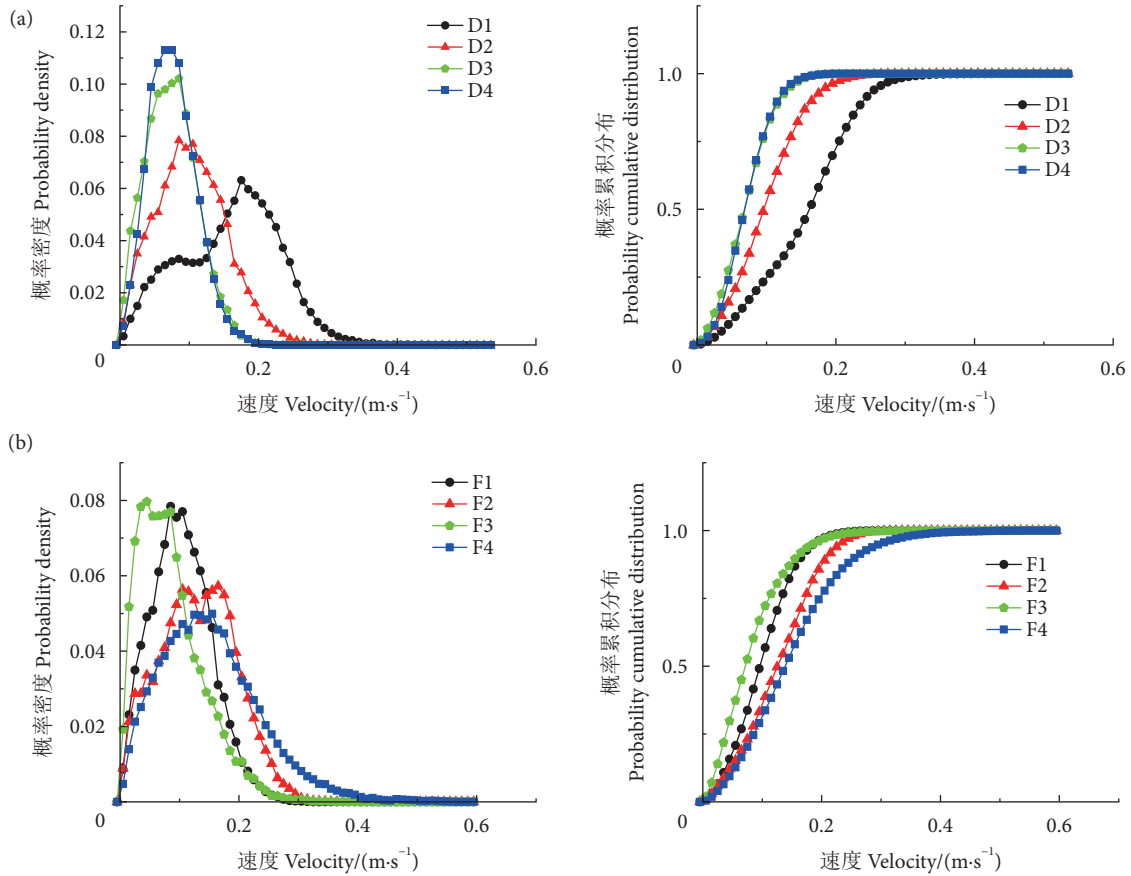 (a)
概率密度 Probability density
0.12
0.10
0.08
0.06
0.04
0.02
0
0.2
0.4
0.6
速度 Velocity/(m·s⁻¹)
D1
D2
D3
D4
概率累积分布
Probability cumulative distribution
1.0
0.5
0
0.2
0.4
0.6
速度 Velocity/(m·s⁻¹)
D1
D2
D3
D4
(b)
概率密度 Probability density
0.08
0.06
0.04
0.02
0
0.2
0.4
0.6
速度 Velocity/(m·s⁻¹)
F1
F2
F3
F4
概率累积分布
Probability cumulative distribution
1.0
0.5
0
0.2
0.4
0.6
速度 Velocity/(m·s⁻¹)
F1
F2
F3
F4